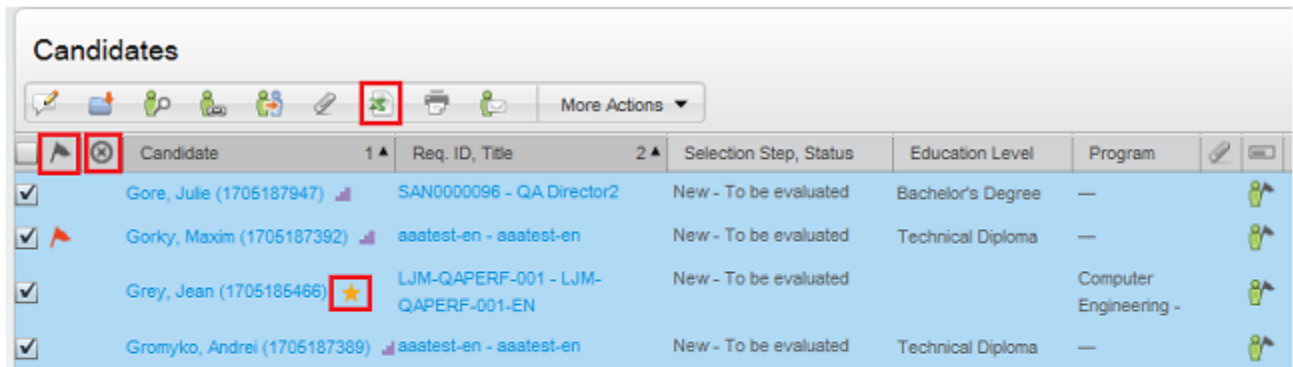 Candidates
More Actions
Candidate 1 Req. ID, Title 2 Selection Step, Status Education Level Program
Gore, Julie (1705187947) SAN0000096 - QA Director2 New - To be evaluated Bachelor's Degree —
Gorky, Maxim (1705187392) aaatest-en - aaatest-en New - To be evaluated Technical Diploma —
Grey, Jean (1705185466) LJM-QAPERF-001 - LJM- New - To be evaluated Computer
QAPERF-001-EN Engineering -
Gromyko, Andrei (1705187389) aaatest-en - aaatest-en New - To be evaluated Technical Diploma —